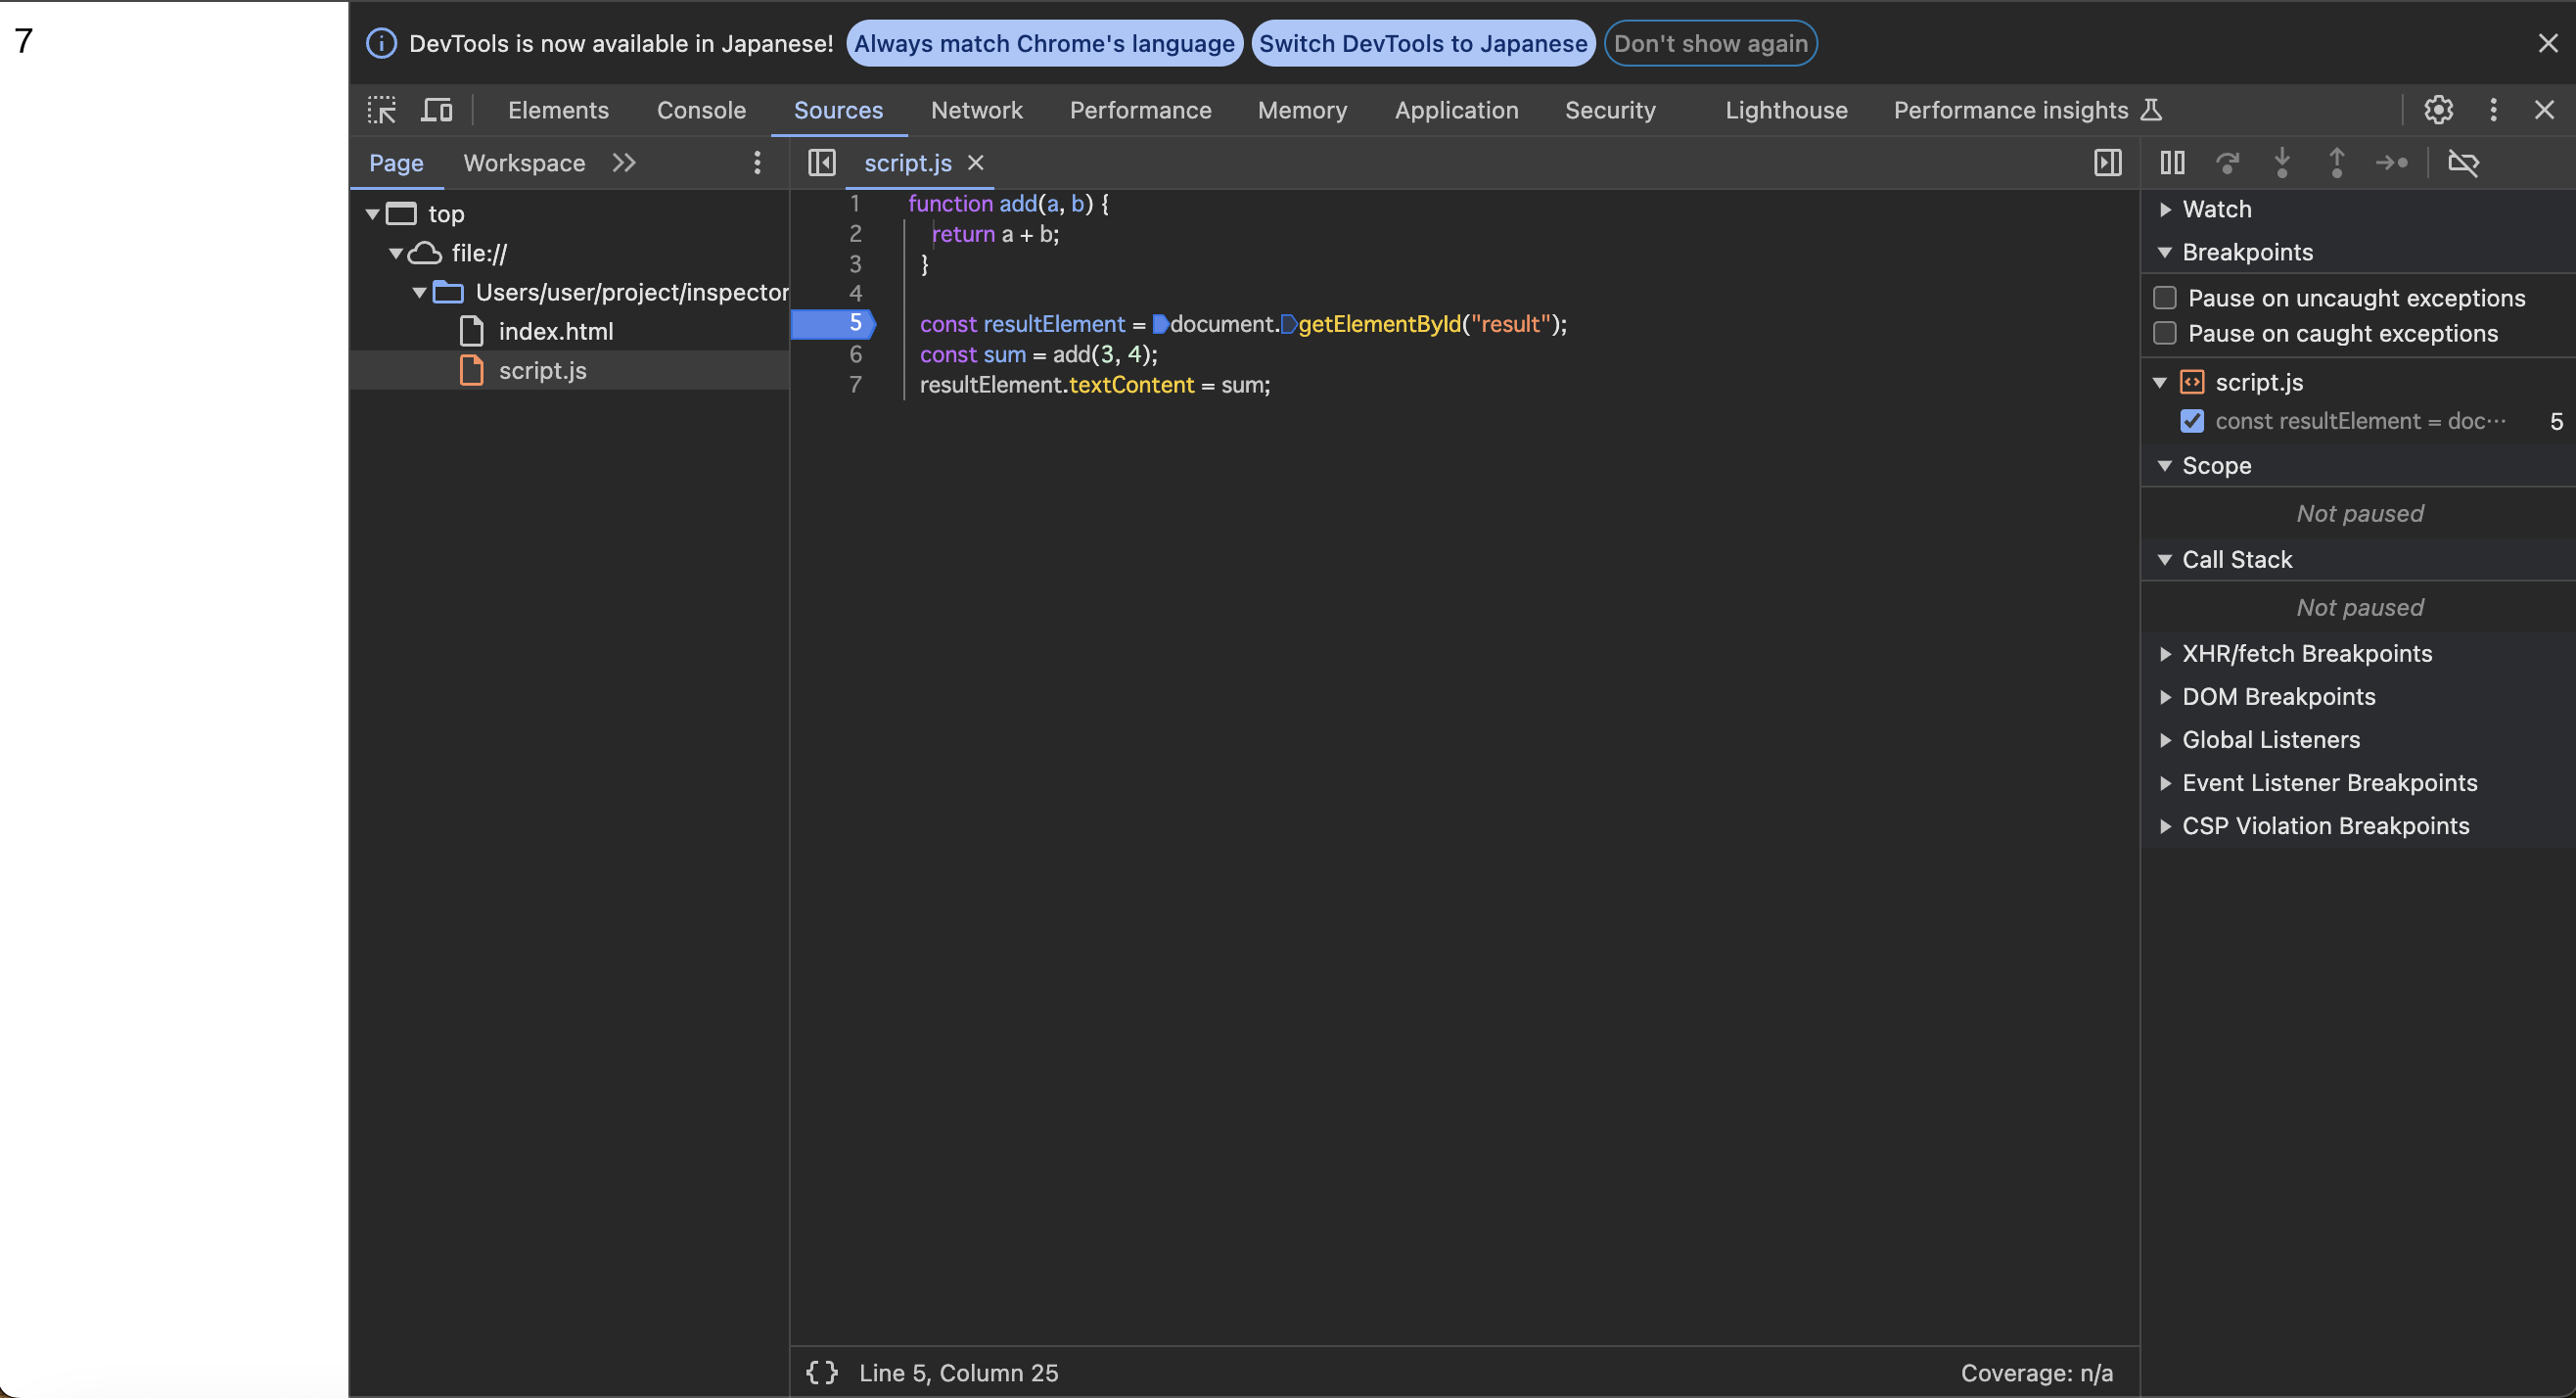 7
DevTools is now available in Japanese! Always match Chrome's language Switch DevTools to Japanese Don't show again
Elements Console Sources Network Performance Memory Application Security Lighthouse Performance insights
Page Workspace
script.js
top
file://
Users/user/project/inspector
index.html
script.js
1 function add(a, b) {
2 return a + b;
3 }
4
5 const resultElement = document.getElementById("result");
6 const sum = add(3, 4);
7 resultElement.textContent = sum;
{ } Line 5, Column 25
Coverage: n/a
Watch
Breakpoints
Pause on uncaught exceptions
Pause on caught exceptions
script.js
const resultElement = doc… 5
Scope
Not paused
Call Stack
Not paused
XHR/fetch Breakpoints
DOM Breakpoints
Global Listeners
Event Listener Breakpoints
CSP Violation Breakpoints